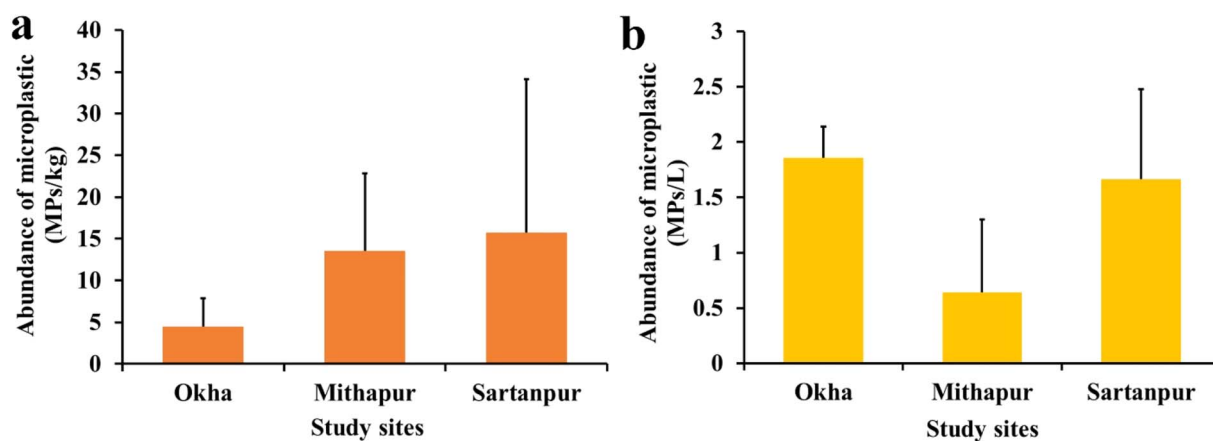 a
Abundance of microplastic
(MPs/kg)
40
35
30
25
20
15
10
5
0
Okha
Mithapur
Sartanpur
Study sites
b
Abundance of microplastic
(MPs/L)
3
2.5
2
1.5
1
0.5
0
Okha
Mithapur
Sartanpur
Study sites